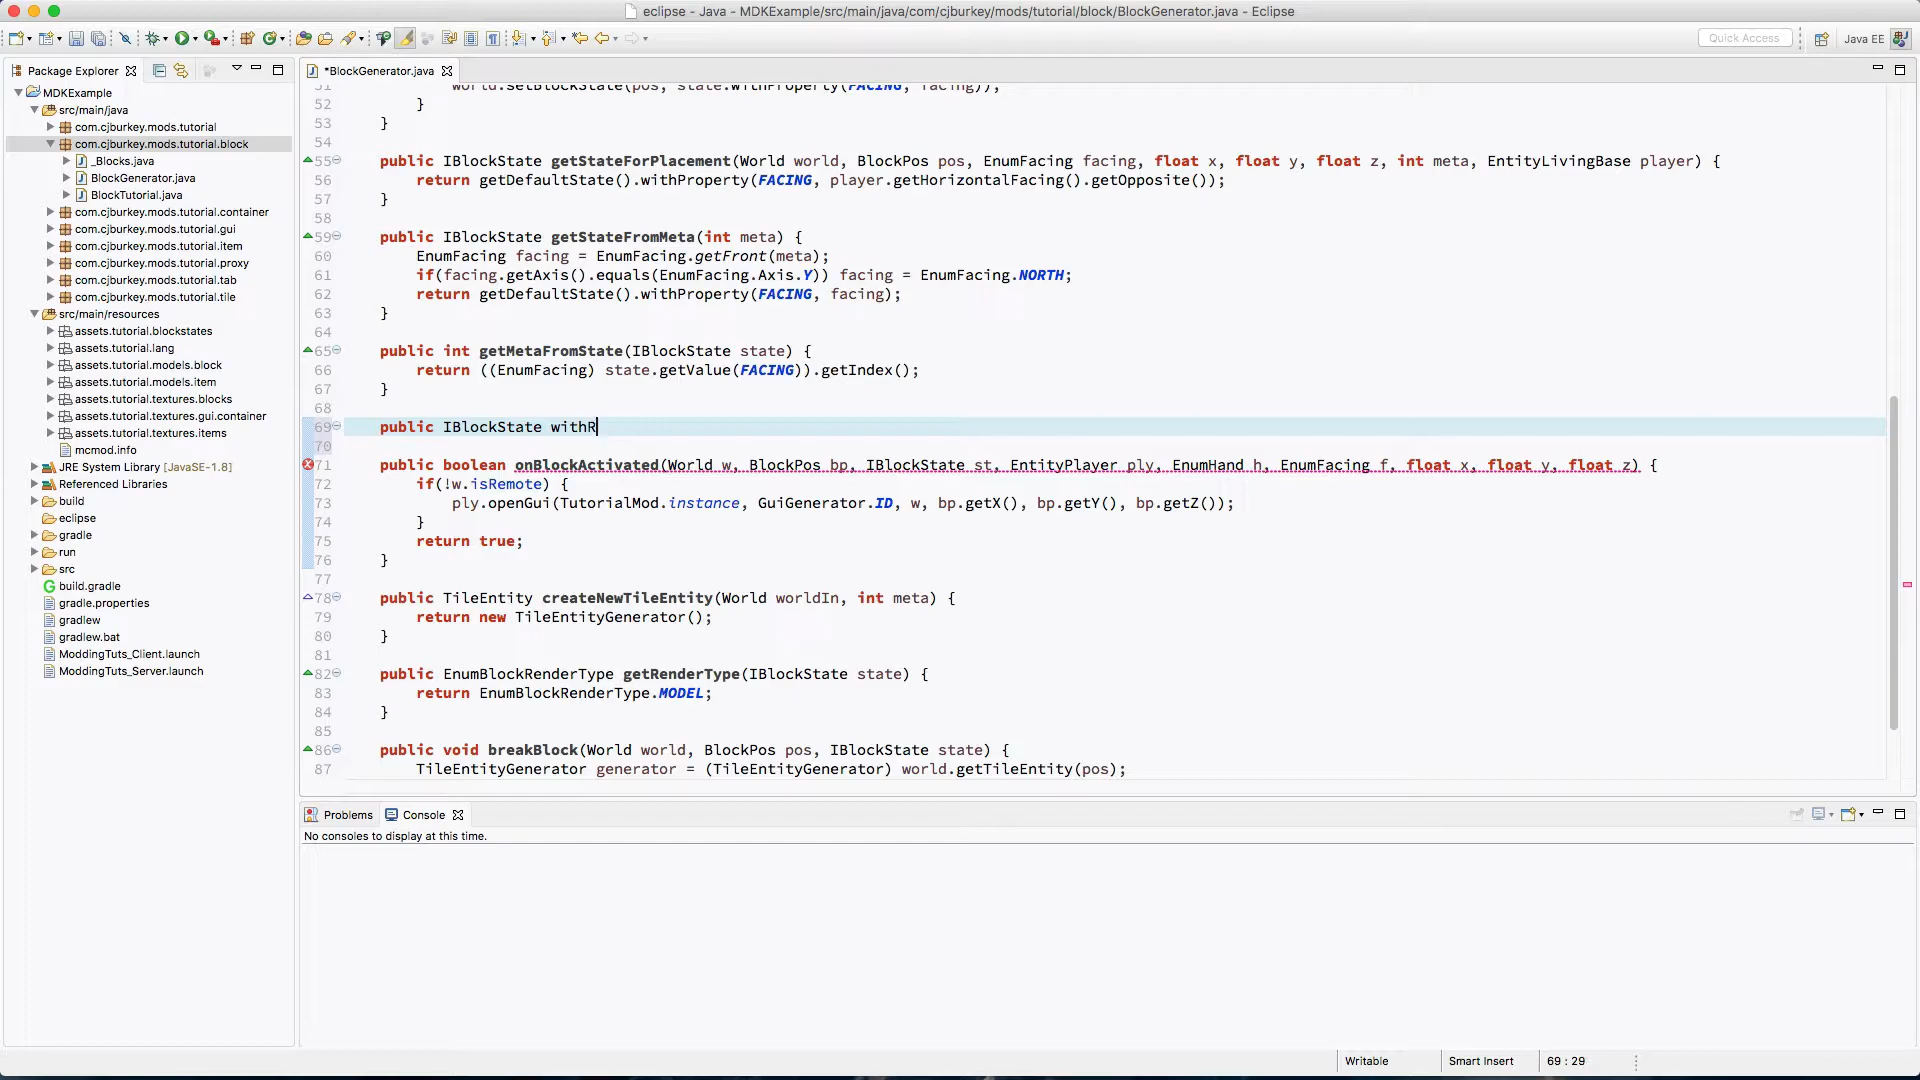 eclipse - Java - MDKExample/src/main/java/com/cjburkey/mods/tutorial/block/BlockGenerator.java - Eclipse
Quick Access
Java EE
Package Explorer
*BlockGenerator.java
MDKExample
src/main/java
com.cjburkey.mods.tutorial
com.cjburkey.mods.tutorial.block
_Blocks.java
BlockGenerator.java
BlockTutorial.java
com.cjburkey.mods.tutorial.container
com.cjburkey.mods.tutorial.gui
com.cjburkey.mods.tutorial.item
com.cjburkey.mods.tutorial.proxy
com.cjburkey.mods.tutorial.tab
com.cjburkey.mods.tutorial.tile
src/main/resources
assets.tutorial.blockstates
assets.tutorial.lang
assets.tutorial.models.block
assets.tutorial.models.item
assets.tutorial.textures.blocks
assets.tutorial.textures.gui.container
assets.tutorial.textures.items
mcmod.info
JRE System Library [JavaSE-1.8]
Referenced Libraries
build
eclipse
gradle
run
src
build.gradle
gradle.properties
gradlew
gradlew.bat
ModdingTuts_Client.launch
ModdingTuts_Server.launch
51 world.setBlockState(pos, state.withProperty(FACING, facing));
52 }
53 }
54
55 public IBlockState getStateForPlacement(World world, BlockPos pos, EnumFacing facing, float x, float y, float z, int meta, EntityLivingBase player) {
56 return getDefaultState().withProperty(FACING, player.getHorizontalFacing().getOpposite());
57 }
58
59 public IBlockState getStateFromMeta(int meta) {
60 EnumFacing facing = EnumFacing.getFront(meta);
61 if(facing.getAxis().equals(EnumFacing.Axis.Y)) facing = EnumFacing.NORTH;
62 return getDefaultState().withProperty(FACING, facing);
63 }
64
65 public int getMetaFromState(IBlockState state) {
66 return ((EnumFacing) state.getValue(FACING)).getIndex();
67 }
68
69 public IBlockState withR
70
71 public boolean onBlockActivated(World w, BlockPos bp, IBlockState st, EntityPlayer ply, EnumHand h, EnumFacing f, float x, float y, float z) {
72 if(!w.isRemote) {
73 ply.openGui(TutorialMod.instance, GuiGenerator.ID, w, bp.getX(), bp.getY(), bp.getZ());
74 }
75 return true;
76 }
77
78 public TileEntity createNewTileEntity(World worldIn, int meta) {
79 return new TileEntityGenerator();
80 }
81
82 public EnumBlockRenderType getRenderType(IBlockState state) {
83 return EnumBlockRenderType.MODEL;
84 }
85
86 public void breakBlock(World world, BlockPos pos, IBlockState state) {
87 TileEntityGenerator generator = (TileEntityGenerator) world.getTileEntity(pos);
Problems
Console
No consoles to display at this time.
Writable
Smart Insert
69 : 29